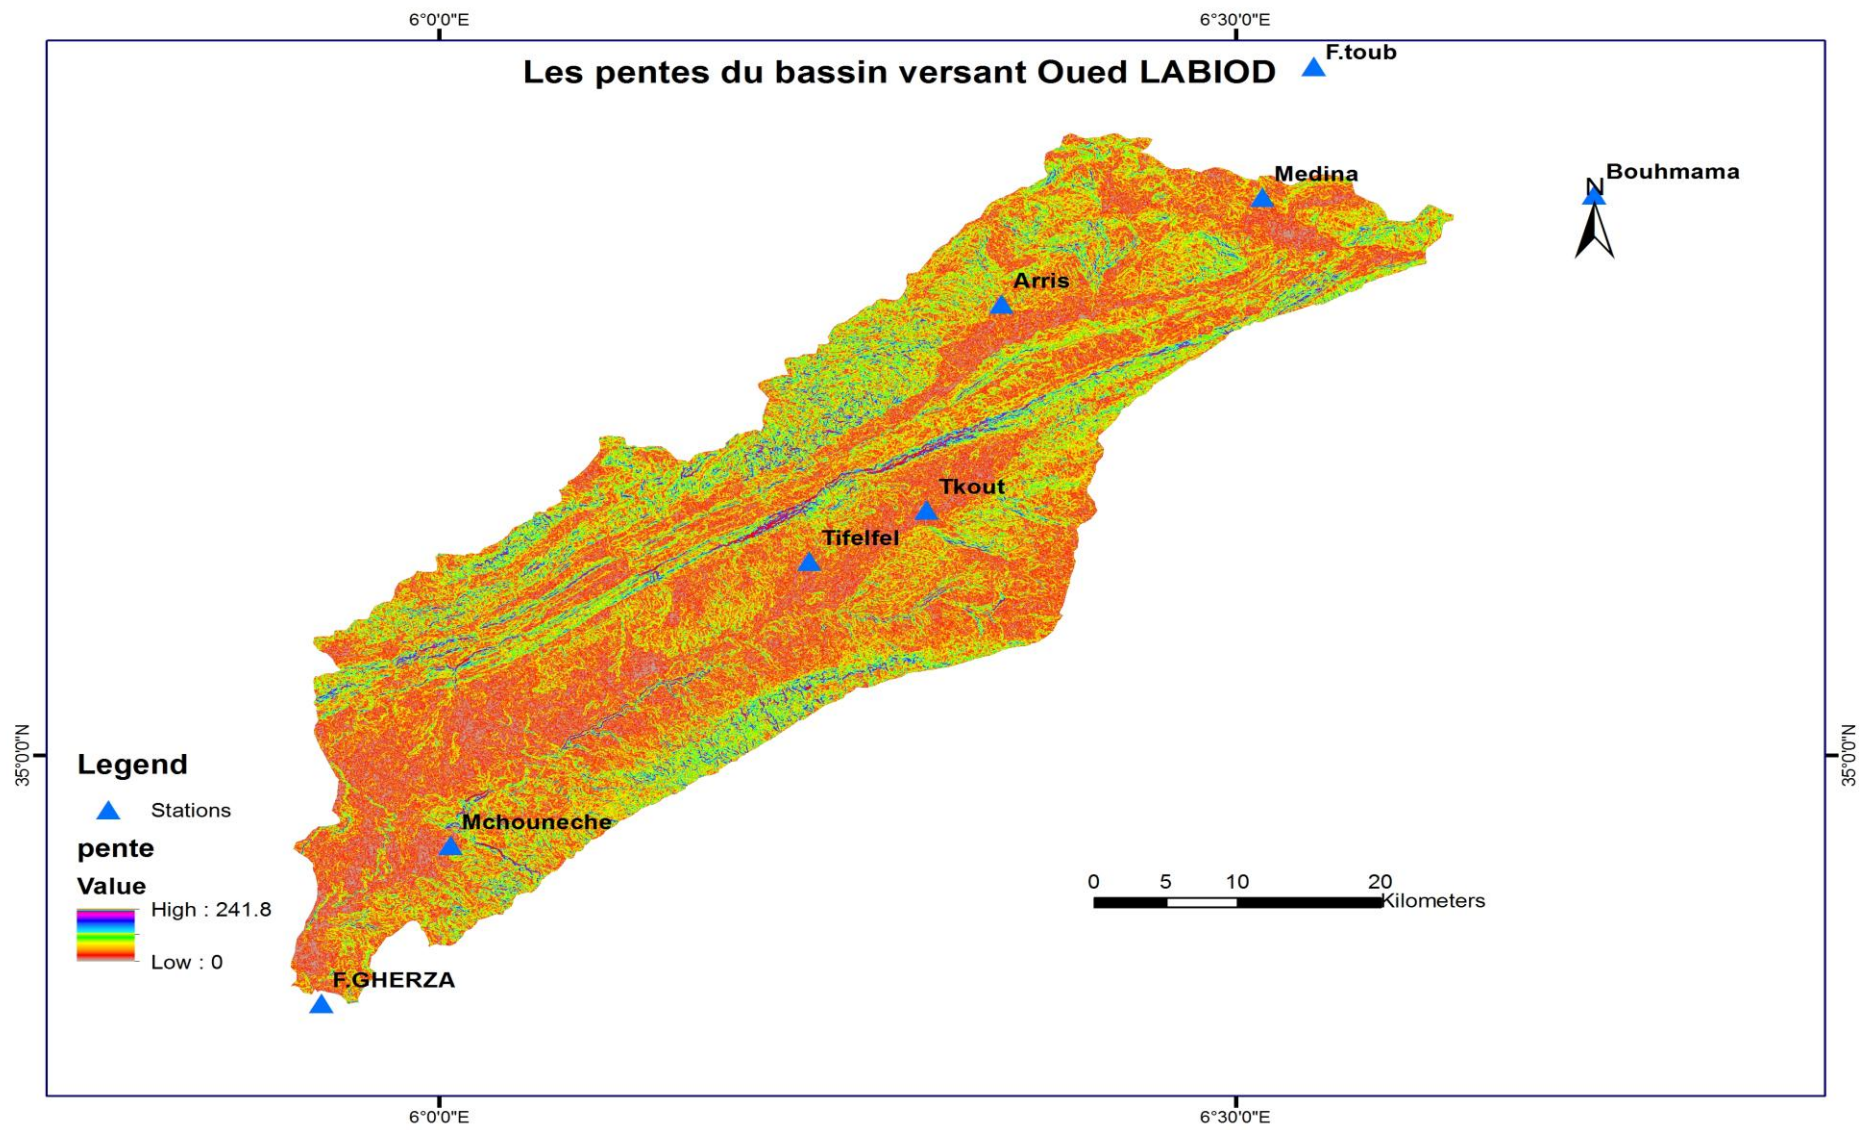 6°0'0"E
6°30'0"E
Les pentes du bassin versant Oued LABIOD
F.toub
Medina
Bouhmama
N
Arris
Tkout
Tifelfel
35°0'0"N
35°0'0"N
Legend
Stations
pente
Value
High : 241.8
Low : 0
Mchouneche
F.GHERZA
0 5 10 20
Kilometers
6°0'0"E
6°30'0"E